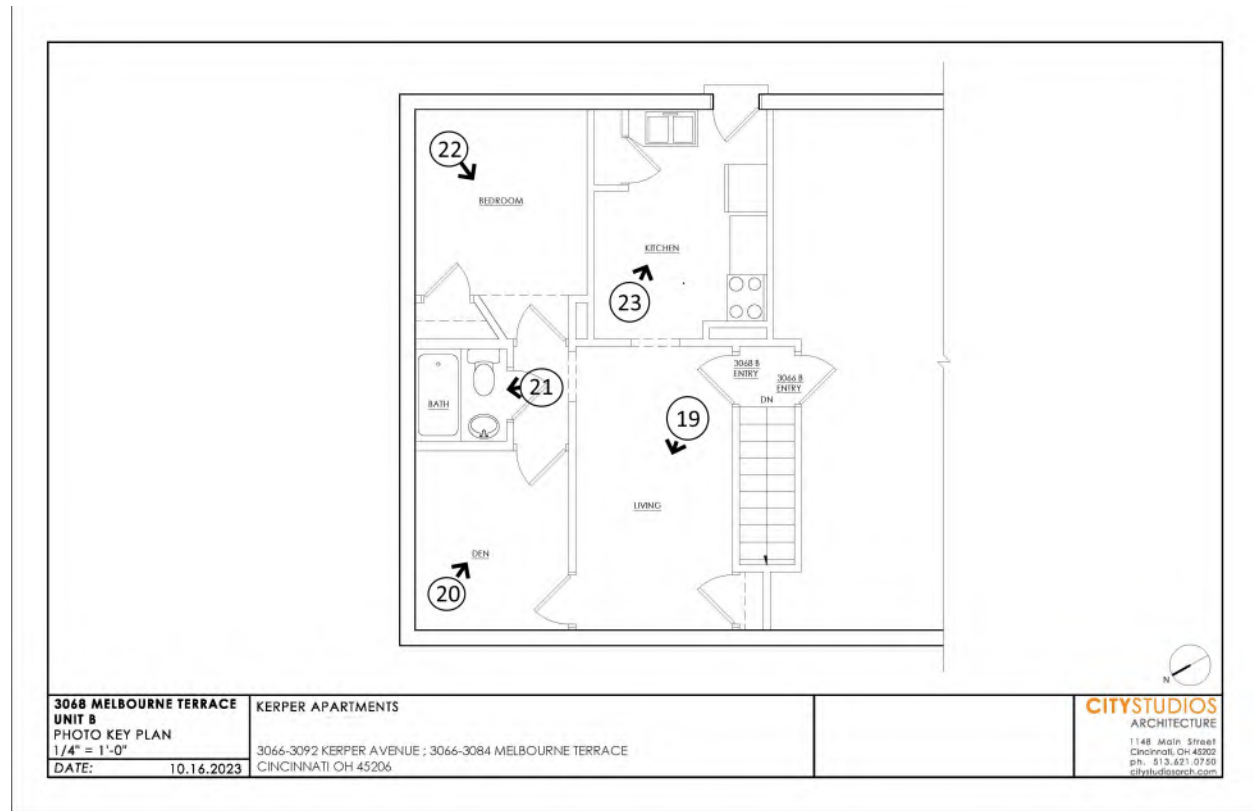 22
BEDROOM
KITCHEN
23
3068 B
ENTRY
3066 B
ENTRY
DN
21
BATH
19
LIVING
DEN
20
N
3068 MELBOURNE TERRACE
UNIT B
PHOTO KEY PLAN
1/4" = 1'-0"
DATE: 10.16.2023
KERPER APARTMENTS
3066-3092 KERPER AVENUE ; 3066-3084 MELBOURNE TERRACE
CINCINNATI OH 45206
CITYSTUDIOS
ARCHITECTURE
1148 Main Street
Cincinnati, OH 45202
ph. 513.621.0750
citystudiosarch.com